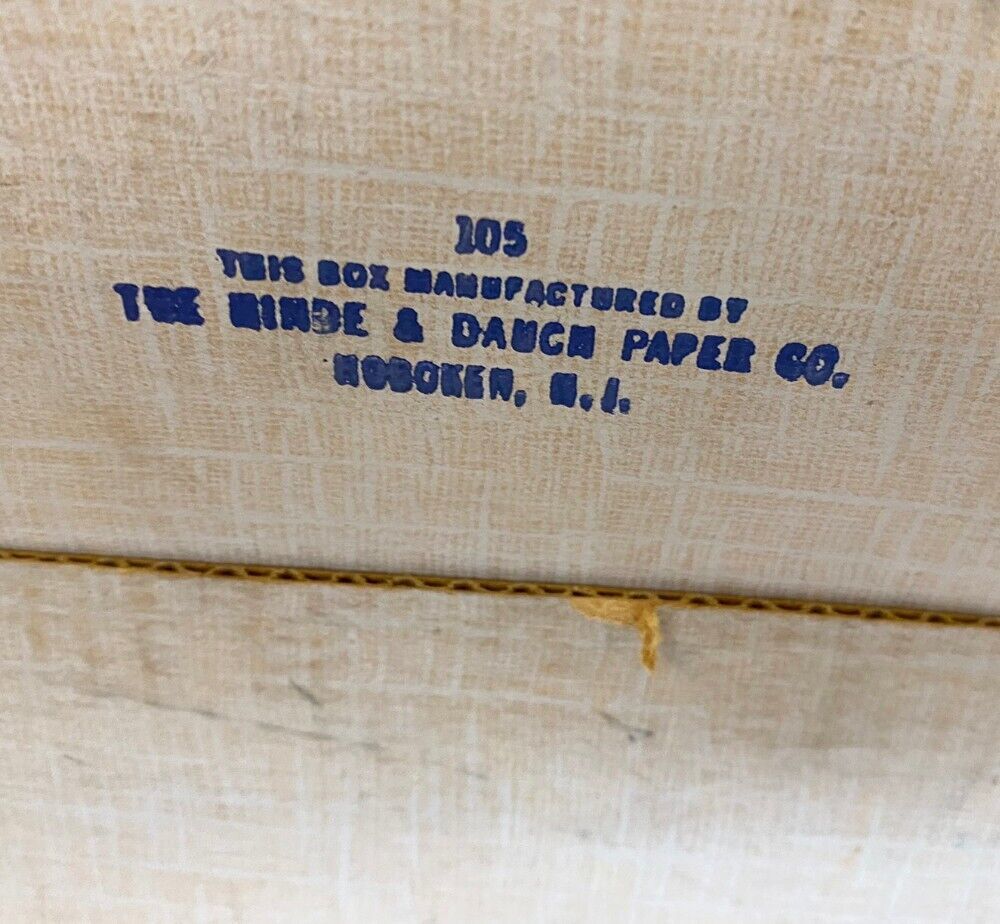 105
THIS BOX MANUFACTURED BY
THE HINDE & DAUCH PAPER CO.
HOBOKEN, N.J.